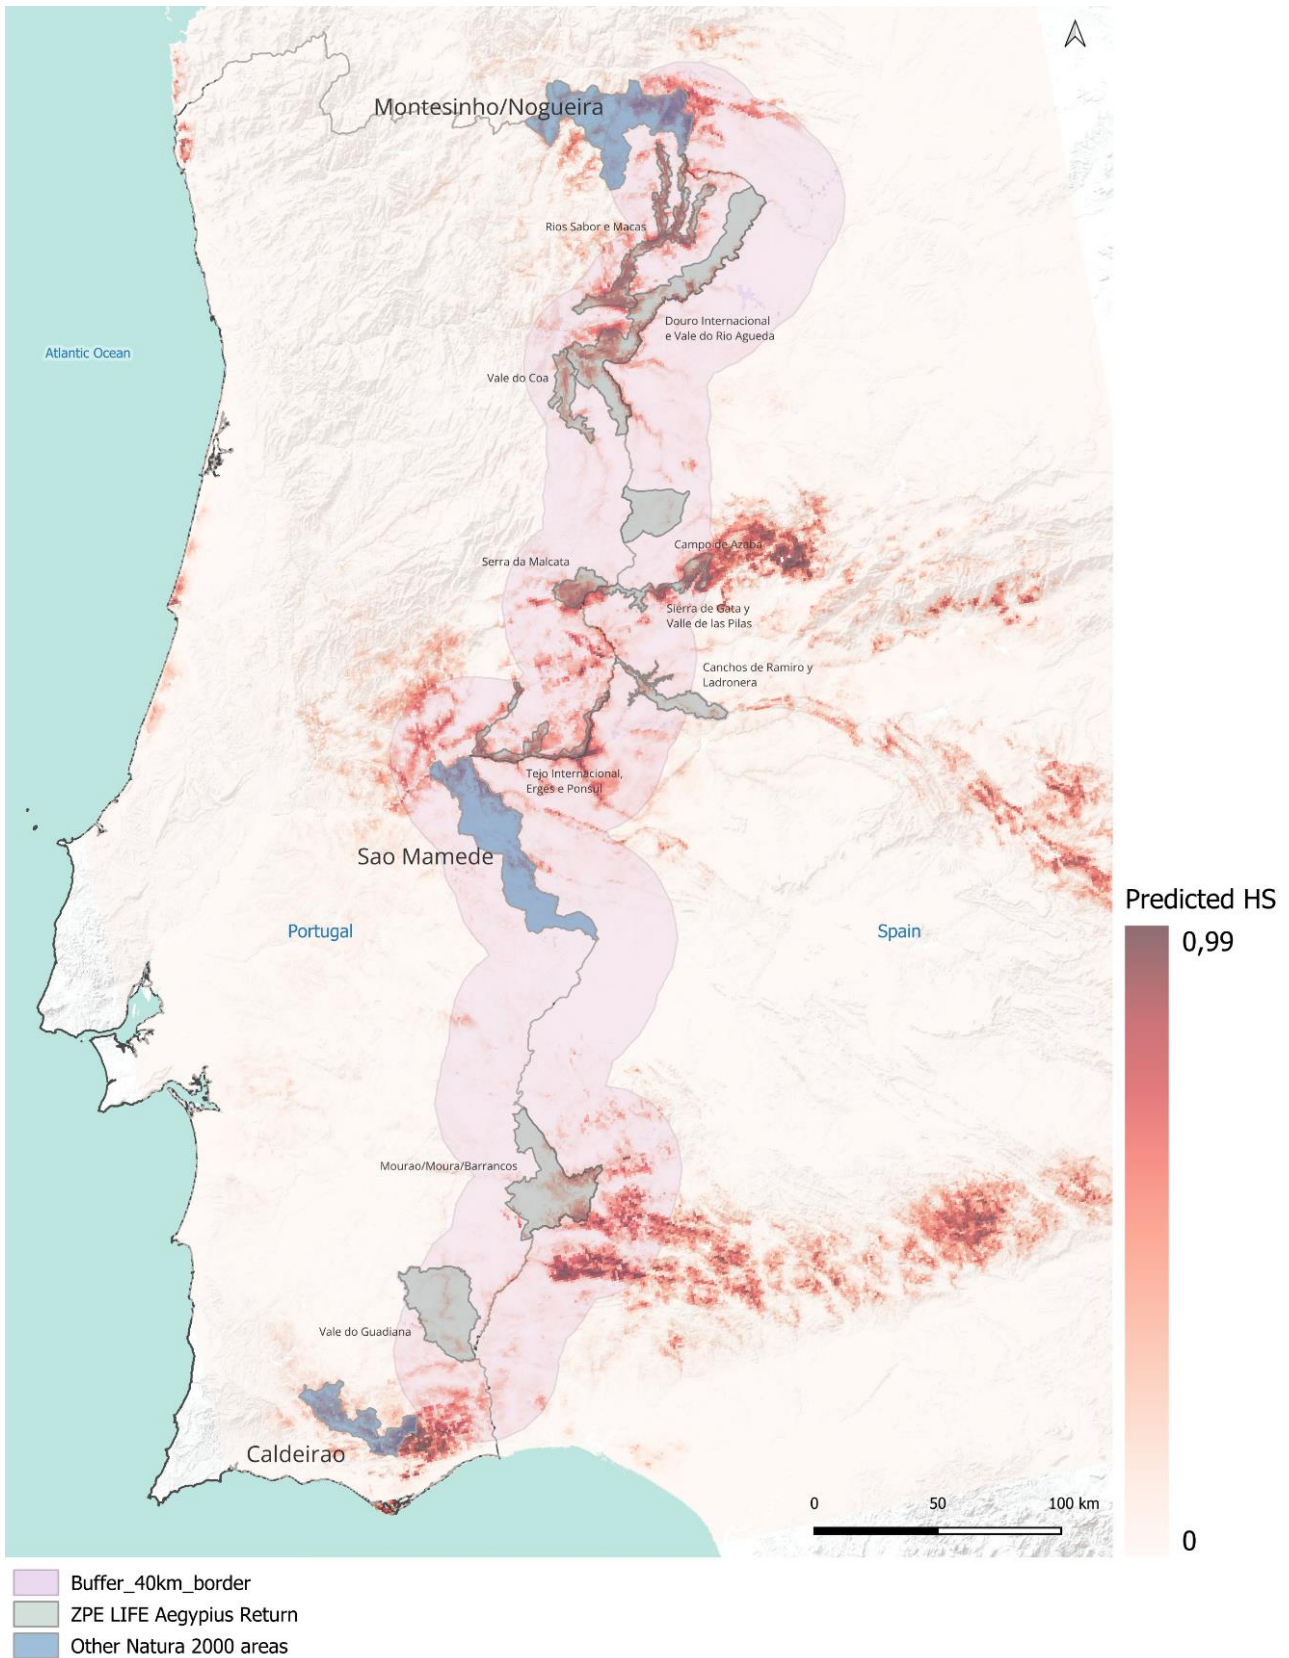 Montesinho/Nogueira
Rios Sabor e Macas
Douro Internacional
e Vale do Rio Agueda
Atlantic Ocean
Vale do Coa
Campo de Azaba
Serra da Malcata
Sierra de Gata y
Valle de las Pilas
Canchos de Ramiro y
Ladronera
Tejo Internacional,
Erges e Ponsul
Sao Mamede
Predicted HS
Portugal
Spain
0,99
Mourao/Moura/Barrancos
Vale do Guadiana
Caldeirao
0 50 100 km
0
Buffer_40km_border
ZPE LIFE Aegypius Return
Other Natura 2000 areas